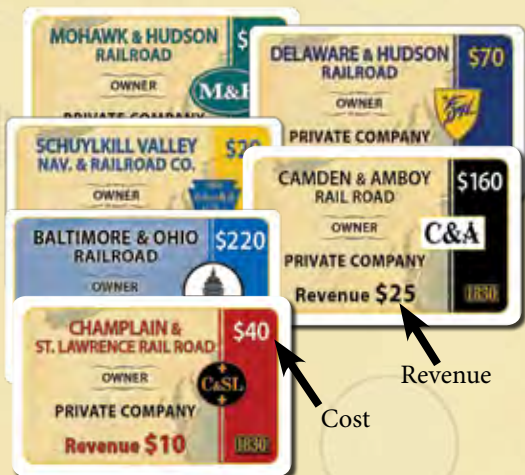 MOHAWK & HUDSON
RAILROAD
OWNER
M&H
PRIVATE COMPANY
DELAWARE & HUDSON
RAILROAD
$70
OWNER
PRIVATE COMPANY
SCHUYLKILL VALLEY
NAV. & RAILROAD CO.
$20
OWNER
CAMDEN & AMBOY
RAIL ROAD
$160
OWNER
C&A
PRIVATE COMPANY
Revenue $25
1830
BALTIMORE & OHIO
RAILROAD
$220
OWNER
CHAMPLAIN &
ST. LAWRENCE RAIL ROAD
$40
OWNER
C&SL
PRIVATE COMPANY
Revenue $10
1830
Revenue
Cost